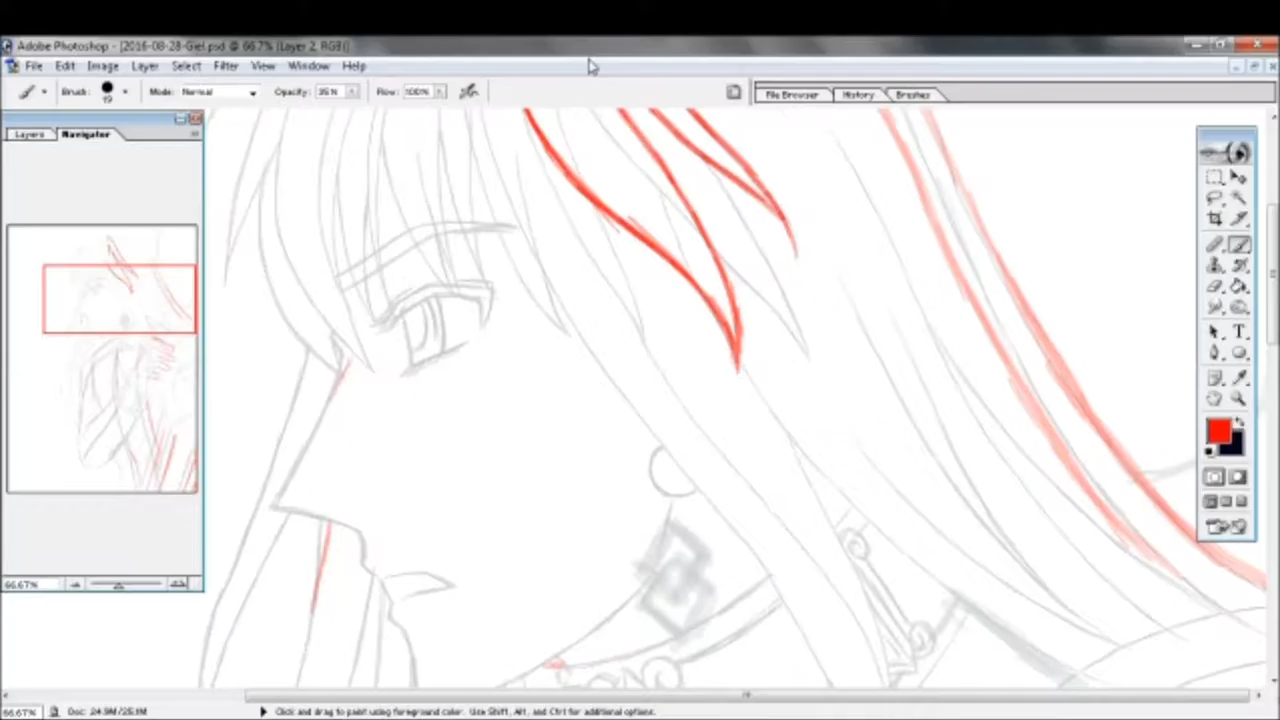 Adobe Photoshop - [2016-08-28-Giel.psd @ 66.7% (Layer 2, RGB)]
File Edit Image Layer Select Filter View Window Help
Brush: 19 Mode: Normal Opacity: 35% Flow: 100% File Browser History Brushes
Layers Navigator
T
66.67%
66.67% Doc: 24.9M/25.1M Click and drag to paint using foreground color. Use Shift, Alt, and Ctrl for additional options.